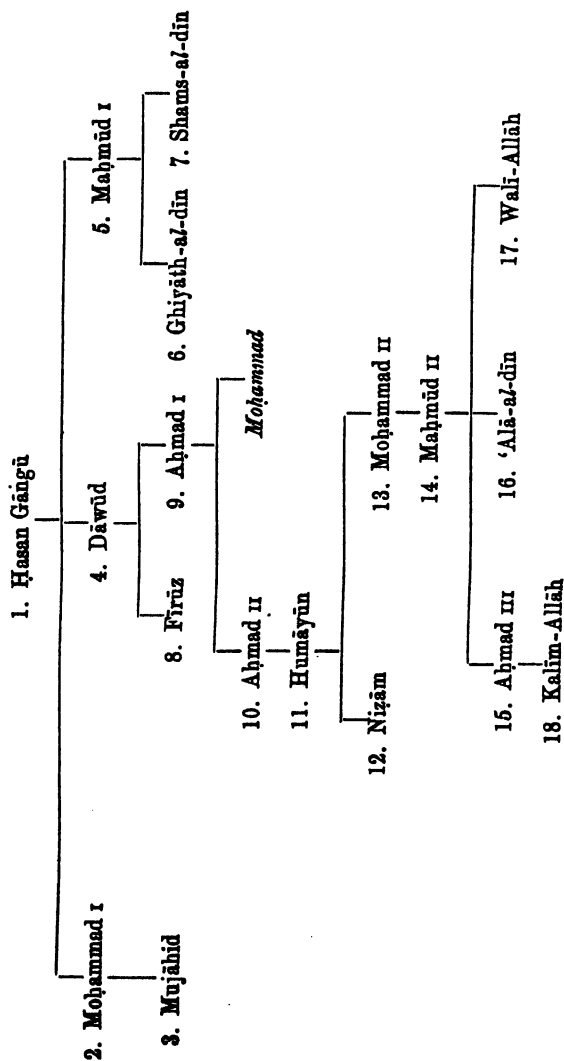 1. Ḥasan Gāṅgū
2. Moḥammad I 4. Dāwūd 5. Maḥmūd I
3. Mujāhid 8. Fīrūz 9. Aḥmad I 6. Ghiyāth-al-dīn 7. Shams-al-dīn
10. Aḥmad II Moḥammad
11. Humāyūn
12. Niẓām 13. Moḥammad II
14. Maḥmūd II
15. Aḥmad III 16. ‘Alā-al-dīn 17. Walī-Allāh
18. Kalīm-Allāh